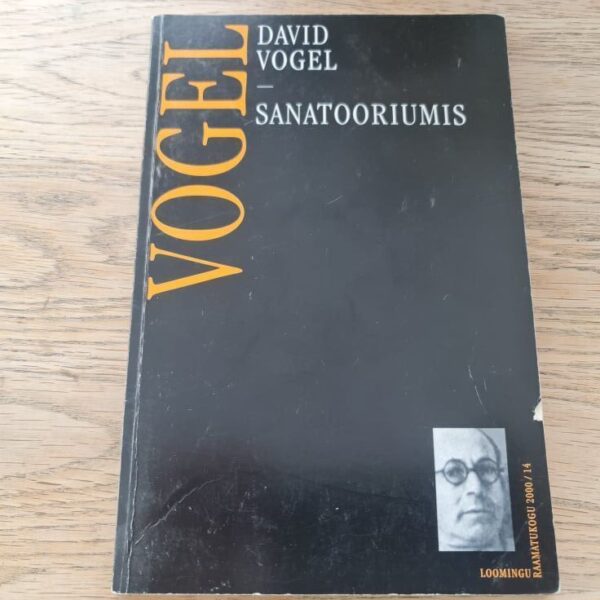 VOGEL
DAVID
VOGEL
—
SANATOORIUMIS
LOOMINGU
RAAMATUKOGU 2000/14